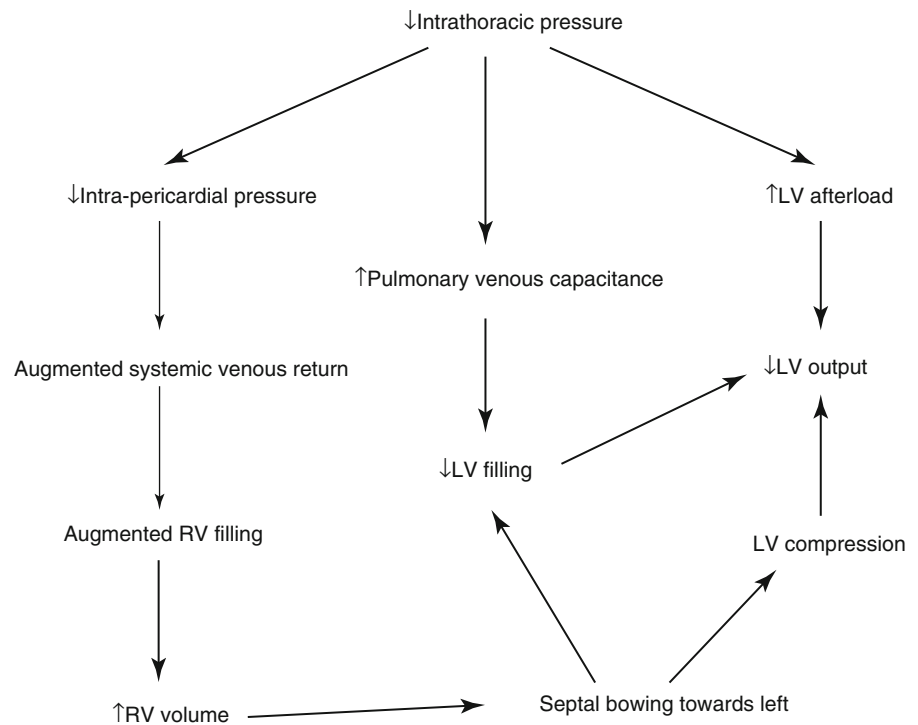 ↓Intrathoracic pressure
↓Intra-pericardial pressure
↑LV afterload
↑Pulmonary venous capacitance
Augmented systemic venous return
↓LV output
↓LV filling
Augmented RV filling
LV compression
↑RV volume
Septal bowing towards left